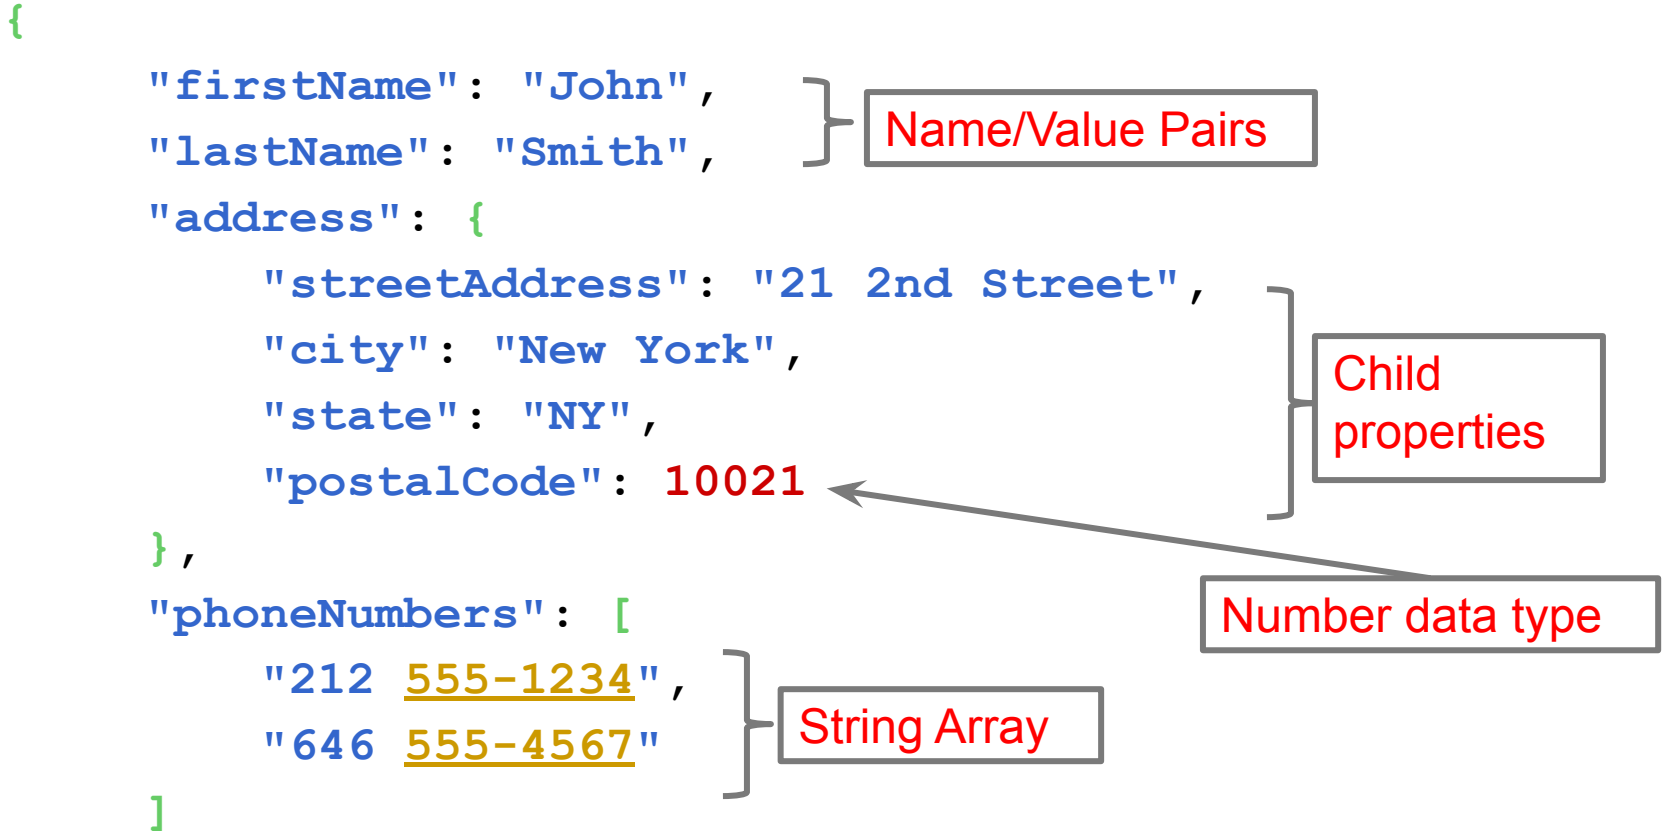 {
"firstName": "John",
"lastName": "Smith",
Name/Value Pairs
"address": {
"streetAddress": "21 2nd Street",
"city": "New York",
"state": "NY",
"postalCode": 10021
Child
properties
},
Number data type
"phoneNumbers": [
"212 555-1234",
"646 555-4567"
String Array
]